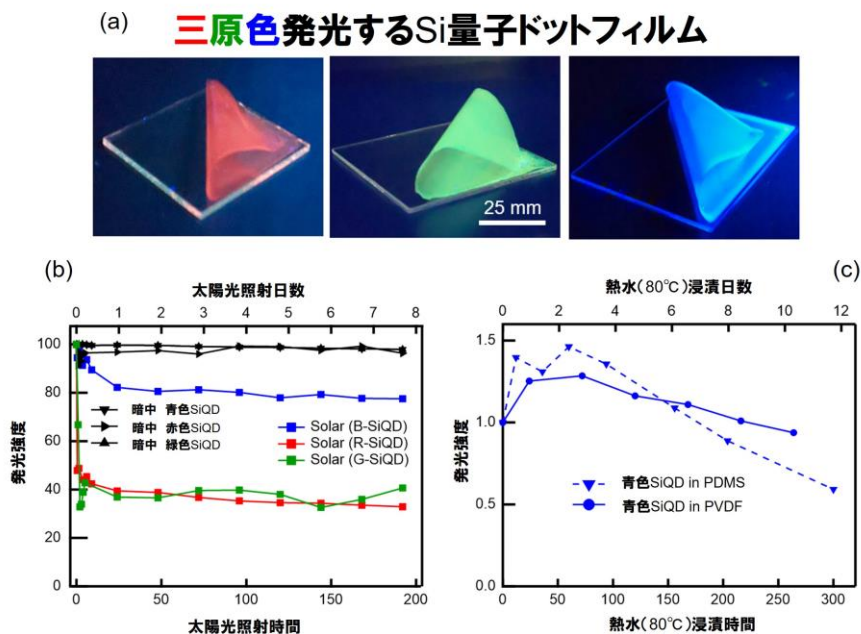 (a) 三原色発光するSi量子ドットフィルム
25 mm
(b)
太陽光照射日数
0 1 2 3 4 5 6 7 8
100
80
60
40
20
0
発光強度
暗中 青色SiQD
暗中 赤色SiQD
暗中 緑色SiQD
Solar (B-SiQD)
Solar (R-SiQD)
Solar (G-SiQD)
0 50 100 150 200
太陽光照射時間
(c)
熱水(80℃)浸漬日数
0 2 4 6 8 10 12
1.5
1.0
0.5
0.0
発光強度
青色SiQD in PDMS
青色SiQD in PVDF
0 50 100 150 200 250 300
熱水(80℃)浸漬時間